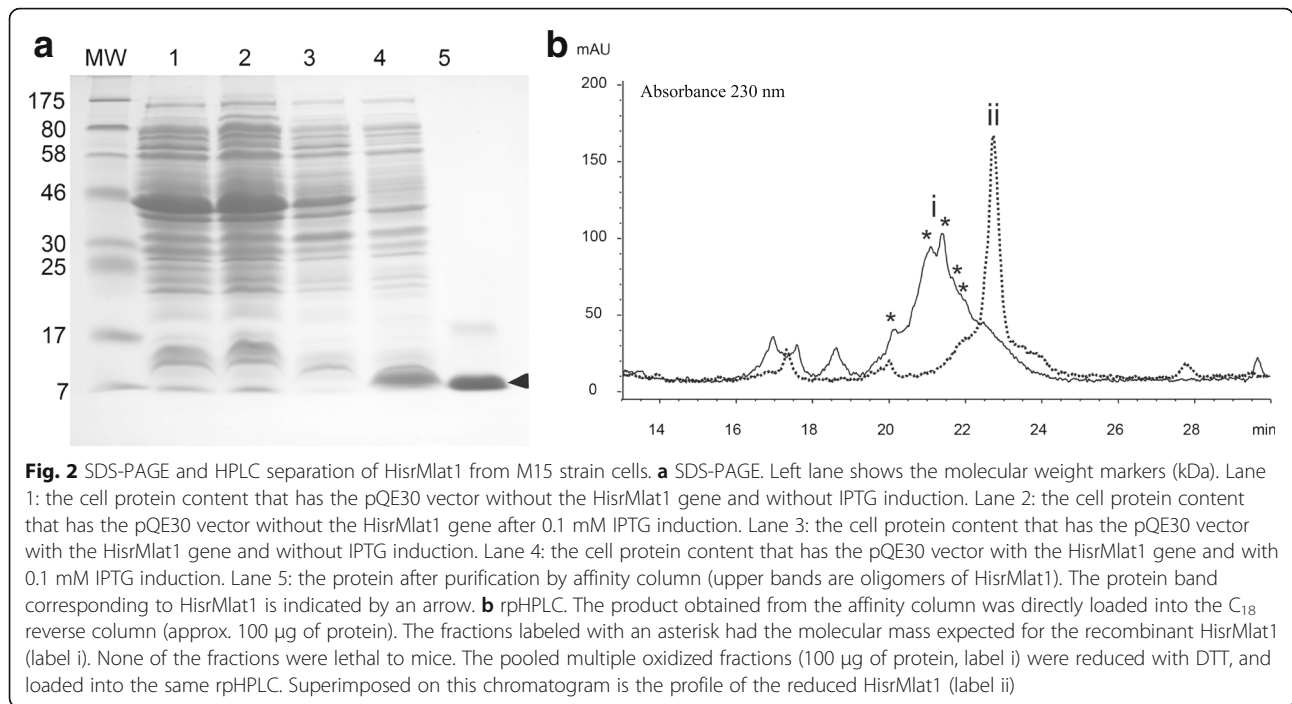 a
MW 1 2 3 4 5
175
80
58
46
30
25
17
7
b mAU
Absorbance 230 nm
200
150
100
50
0
ii
i
* * * * *
14 16 18 20 22 24 26 28 min
Fig. 2 SDS-PAGE and HPLC separation of HisrMlat1 from M15 strain cells. a SDS-PAGE. Left lane shows the molecular weight markers (kDa). Lane
1: the cell protein content that has the pQE30 vector without the HisrMlat1 gene and without IPTG induction. Lane 2: the cell protein content
that has the pQE30 vector without the HisrMlat1 gene after 0.1 mM IPTG induction. Lane 3: the cell protein content that has the pQE30 vector
with the HisrMlat1 gene and without IPTG induction. Lane 4: the cell protein content that has the pQE30 vector with the HisrMlat1 gene and with
0.1 mM IPTG induction. Lane 5: the protein after purification by affinity column (upper bands are oligomers of HisrMlat1). The protein band
corresponding to HisrMlat1 is indicated by an arrow. b rpHPLC. The product obtained from the affinity column was directly loaded into the C18
reverse column (approx. 100 μg of protein). The fractions labeled with an asterisk had the molecular mass expected for the recombinant HisrMlat1
(label i). None of the fractions were lethal to mice. The pooled multiple oxidized fractions (100 μg of protein, label i) were reduced with DTT, and
loaded into the same rpHPLC. Superimposed on this chromatogram is the profile of the reduced HisrMlat1 (label ii)